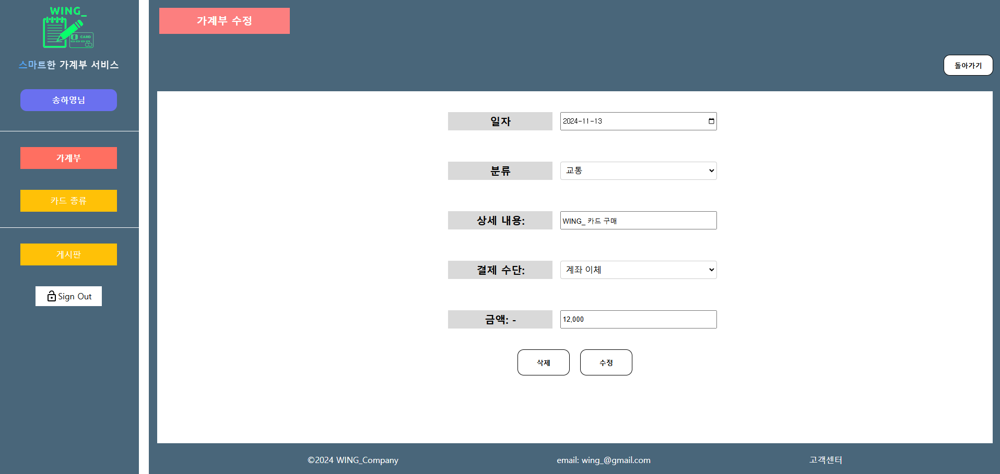 WING_
CARD
스마트한 가계부 서비스
송하영님
가계부
카드 종류
게시판
Sign Out
가계부 수정
돌아가기
일자 2024-11-13
분류 교통
상세 내용: WING_ 카드 구매
결제 수단: 계좌 이체
금액: - 12,000
삭제 수정
©2024 WING_Company email: wing_@gmail.com 고객센터